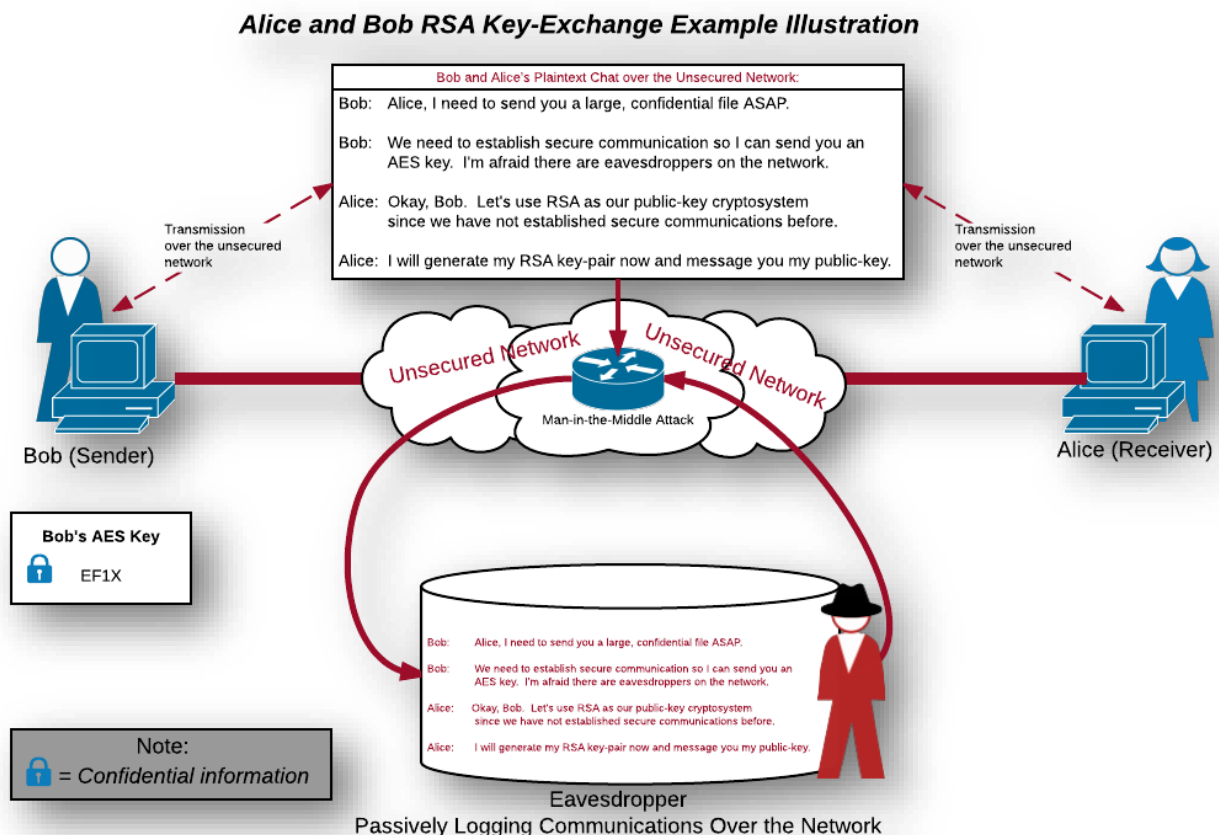 Alice and Bob RSA Key-Exchange Example Illustration
Bob and Alice's Plaintext Chat over the Unsecured Network:
Bob: Alice, I need to send you a large, confidential file ASAP.
Bob: We need to establish secure communication so I can send you an
AES key. I'm afraid there are eavesdroppers on the network.
Alice: Okay, Bob. Let's use RSA as our public-key cryptosystem
since we have not established secure communications before.
Alice: I will generate my RSA key-pair now and message you my public-key.
Transmission
over the unsecured
network
Transmission
over the unsecured
network
Unsecured Network
Unsecured Network
Man-in-the-Middle Attack
Bob (Sender)
Alice (Receiver)
Bob's AES Key
EF1X
Bob: Alice, I need to send you a large, confidential file ASAP.
Bob: We need to establish secure communication so I can send you an
AES key. I'm afraid there are eavesdroppers on the network.
Alice: Okay, Bob. Let's use RSA as our public-key cryptosystem
since we have not established secure communications before.
Alice: I will generate my RSA key-pair now and message you my public-key.
Note:
= Confidential information
Eavesdropper
Passively Logging Communications Over the Network